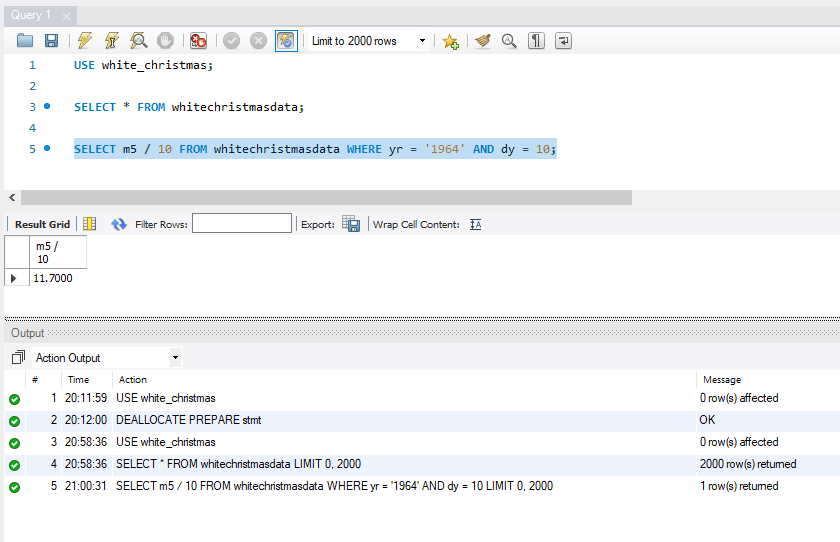 Query 1
Limit to 2000 rows
1 USE white_christmas;
2
3 SELECT * FROM whitechristmasdata;
4
5 SELECT m5 / 10 FROM whitechristmasdata WHERE yr = '1964' AND dy = 10;
Result Grid Filter Rows: Export: Wrap Cell Content:
m5 /
10
11.7000
Output
Action Output
# Time Action Message
1 20:11:59 USE white_christmas 0 row(s) affected
2 20:12:00 DEALLOCATE PREPARE stmt OK
3 20:58:36 USE white_christmas 0 row(s) affected
4 20:58:36 SELECT * FROM whitechristmasdata LIMIT 0, 2000 2000 row(s) returned
5 21:00:31 SELECT m5 / 10 FROM whitechristmasdata WHERE yr = '1964' AND dy = 10 LIMIT 0, 2000 1 row(s) returned